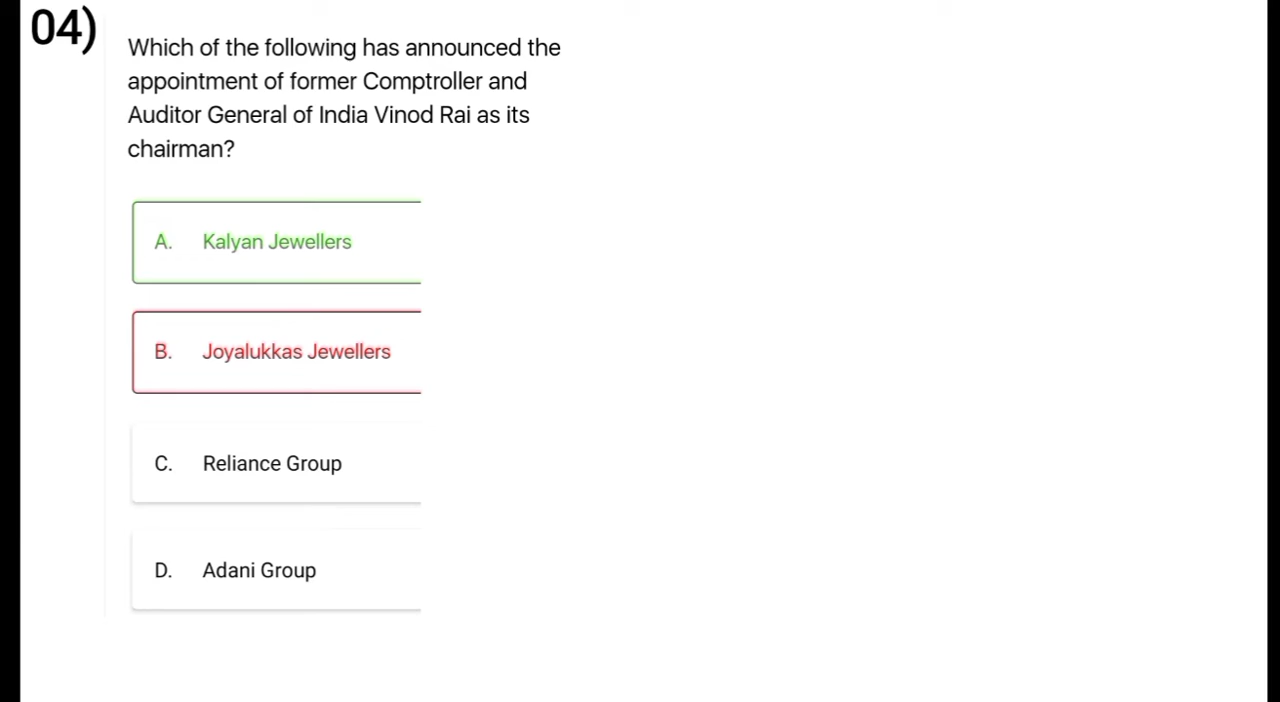 04)
Which of the following has announced the
appointment of former Comptroller and
Auditor General of India Vinod Rai as its
chairman?
A. Kalyan Jewellers
B. Joyalukkas Jewellers
C. Reliance Group
D. Adani Group